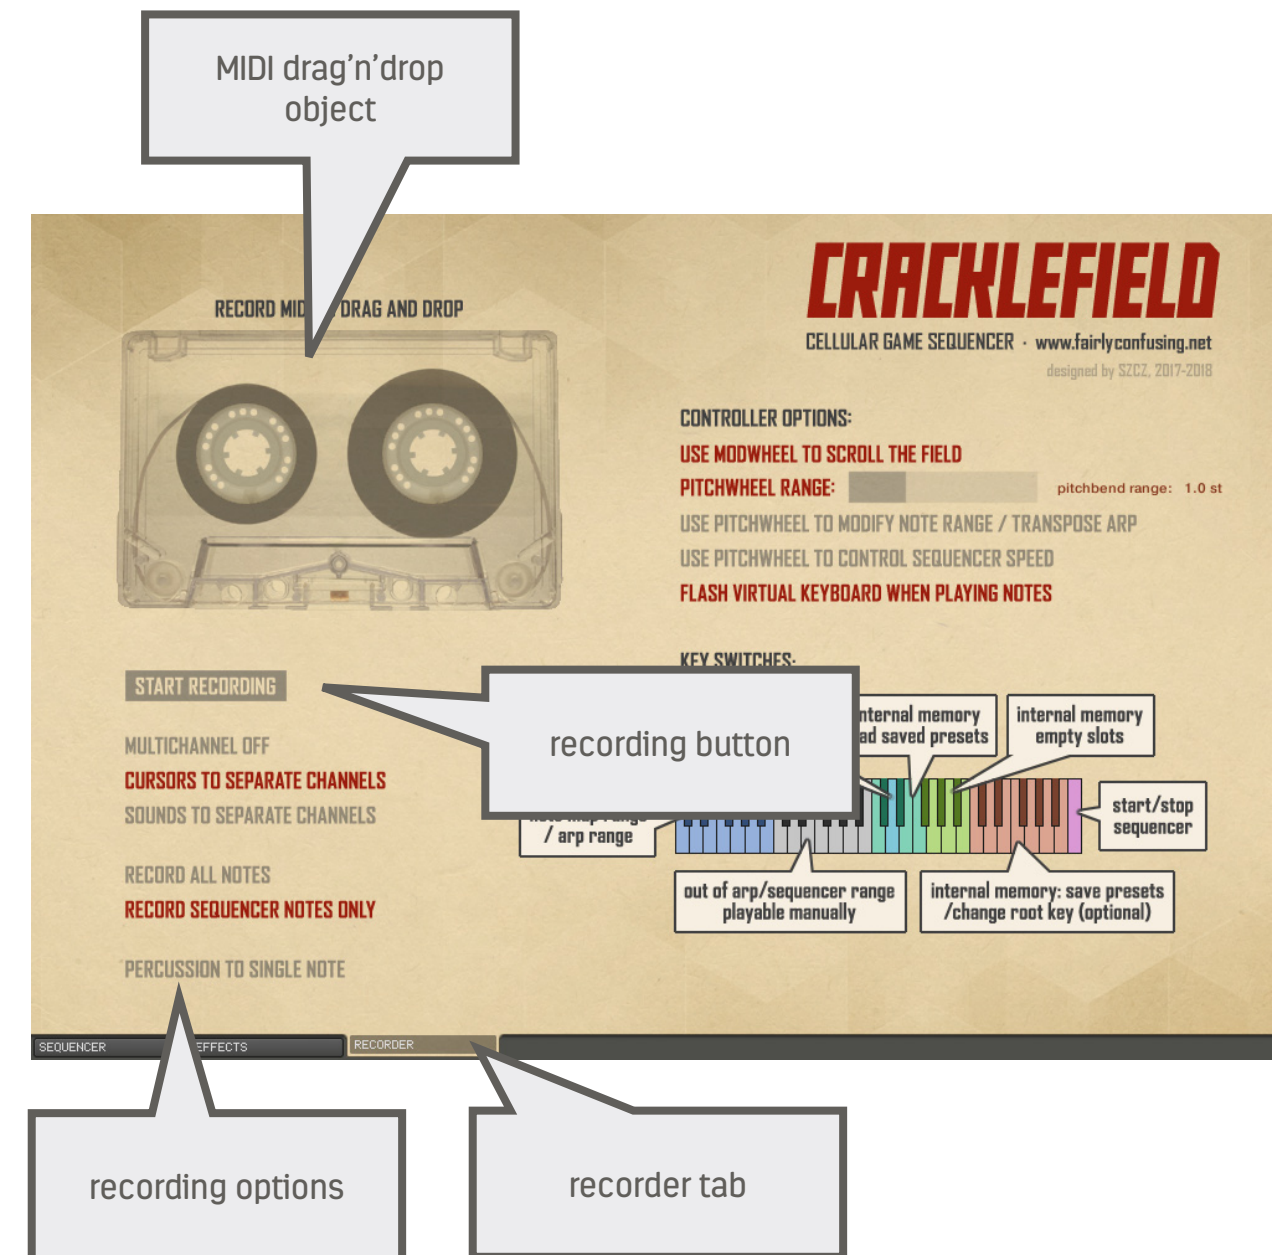 MIDI drag’n’drop
object
RECORD MID DRAG AND DROP
CRACKLEFIELD
CELLULAR GAME SEQUENCER · www.fairlyconfusing.net
designed by SZCZ, 2017-2018
CONTROLLER OPTIONS:
USE MODWHEEL TO SCROLL THE FIELD
PITCHWHEEL RANGE: pitchbend range: 1.0 st
USE PITCHWHEEL TO MODIFY NOTE RANGE / TRANSPOSE ARP
USE PITCHWHEEL TO CONTROL SEQUENCER SPEED
FLASH VIRTUAL KEYBOARD WHEN PLAYING NOTES
KEY SWITCHES:
START RECORDING
recording button
MULTICHANNEL OFF
CURSORS TO SEPARATE CHANNELS
SOUNDS TO SEPARATE CHANNELS
RECORD ALL NOTES
RECORD SEQUENCER NOTES ONLY
PERCUSSION TO SINGLE NOTE
nternal memory
ad saved presets
internal memory
empty slots
start/stop
sequencer
/ arp range
out of arp/sequencer range
playable manually
internal memory: save presets
/change root key (optional)
SEQUENCER
EFFECTS
RECORDER
recording options
recorder tab